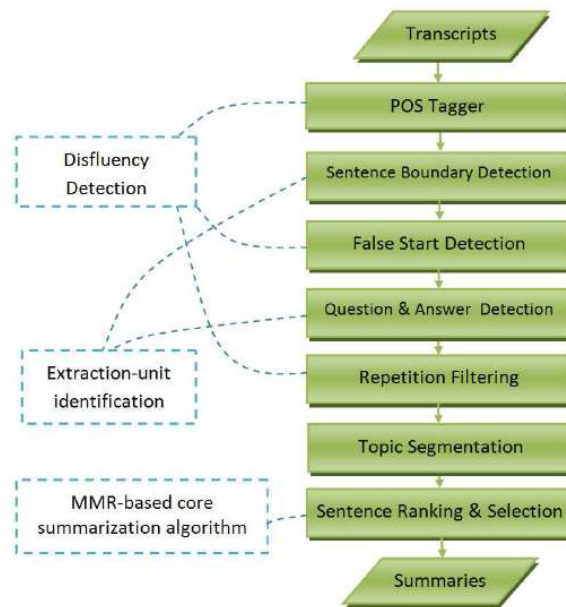 Transcripts
POS Tagger
Disfluency
Detection
Sentence Boundary Detection
False Start Detection
Question & Answer Detection
Extraction-unit
identification
Repetition Filtering
Topic Segmentation
MMR-based core
summarization algorithm
Sentence Ranking & Selection
Summaries